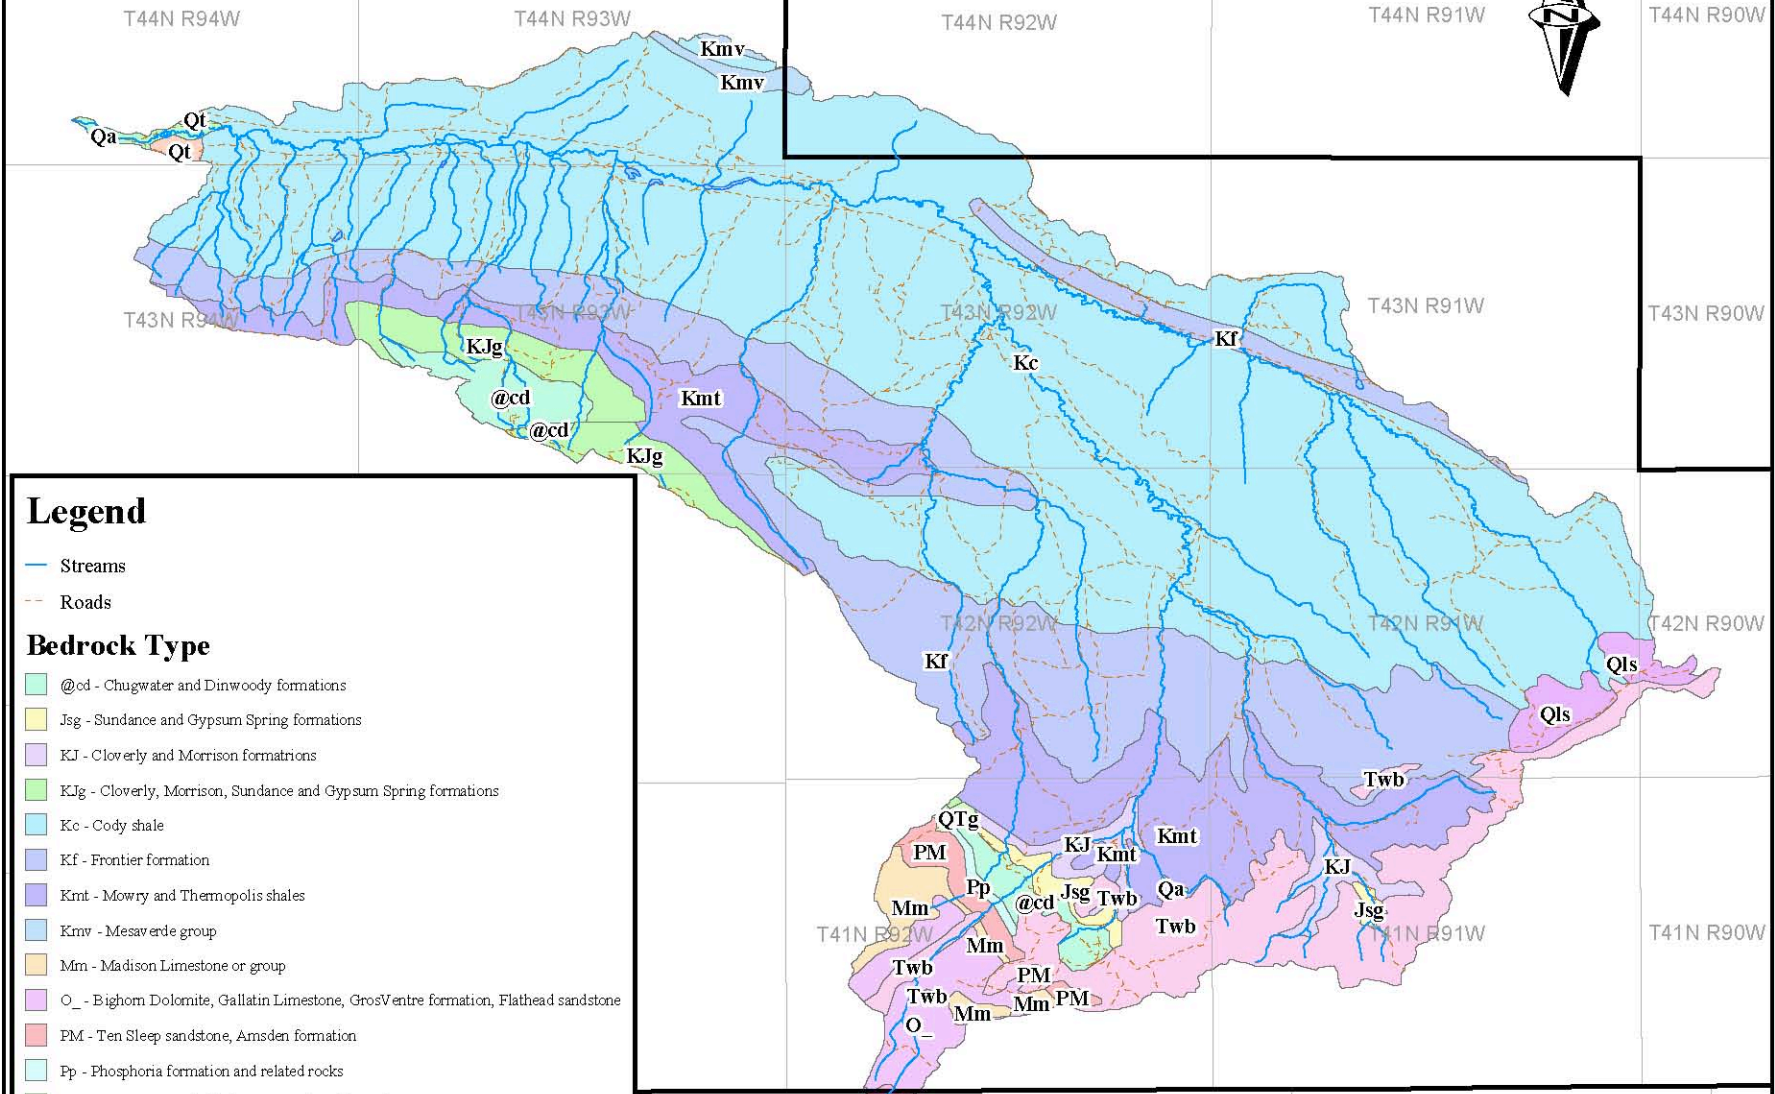 T44N R94W
T44N R93W
T44N R92W
T44N R91W
T44N R90W
N
Kmv
Kmv
Qt
Qa
Qt
T43N R94W
T43N R93W
T43N R92W
T43N R91W
T43N R90W
Kf
KJg
Kc
@cd
Kmt
@cd
KJg
T42N R92W
T42N R91W
T42N R90W
Kf
Qls
Qls
Twb
QTg
Kmt
KJ
Kmt
PM
KJ
Pp
Qa
Jsg
Twb
@cd
Mm
Jsg
Twb
T41N R92W
T41N R91W
T41N R90W
Mm
Twb
PM
Twb
Mm
PM
Mm
O_
Legend
Streams
Roads
Bedrock Type
@cd - Chugwater and Dinwoody formations
Jsg - Sundance and Gypsum Spring formations
KJ - Cloverly and Morrison formatrions
KJg - Cloverly, Morrison, Sundance and Gypsum Spring formations
Kc - Cody shale
Kf - Frontier formation
Kmt - Mowry and Thermopolis shales
Kmv - Mesaverde group
Mm - Madison Limestone or group
O_ - Bighorn Dolomite, Gallatin Limestone, GrosVentre formation, Flathead sandstone
PM - Ten Sleep sandstone, Amsden formation
Pp - Phosphoria formation and related rocks